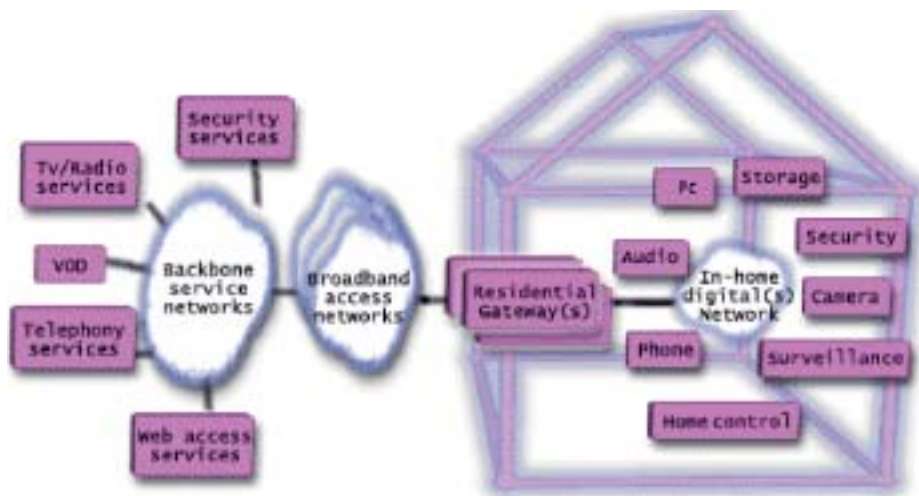 Security
services
Tv/Radio
services
VOD
Telephony
services
Web access
services
Backbone
service
networks
Broadband
access
networks
Residential
Gateway(s)
In-home
digital(s)
Network
Pc
Storage
Audio
Security
Camera
Phone
Surveillance
Home control